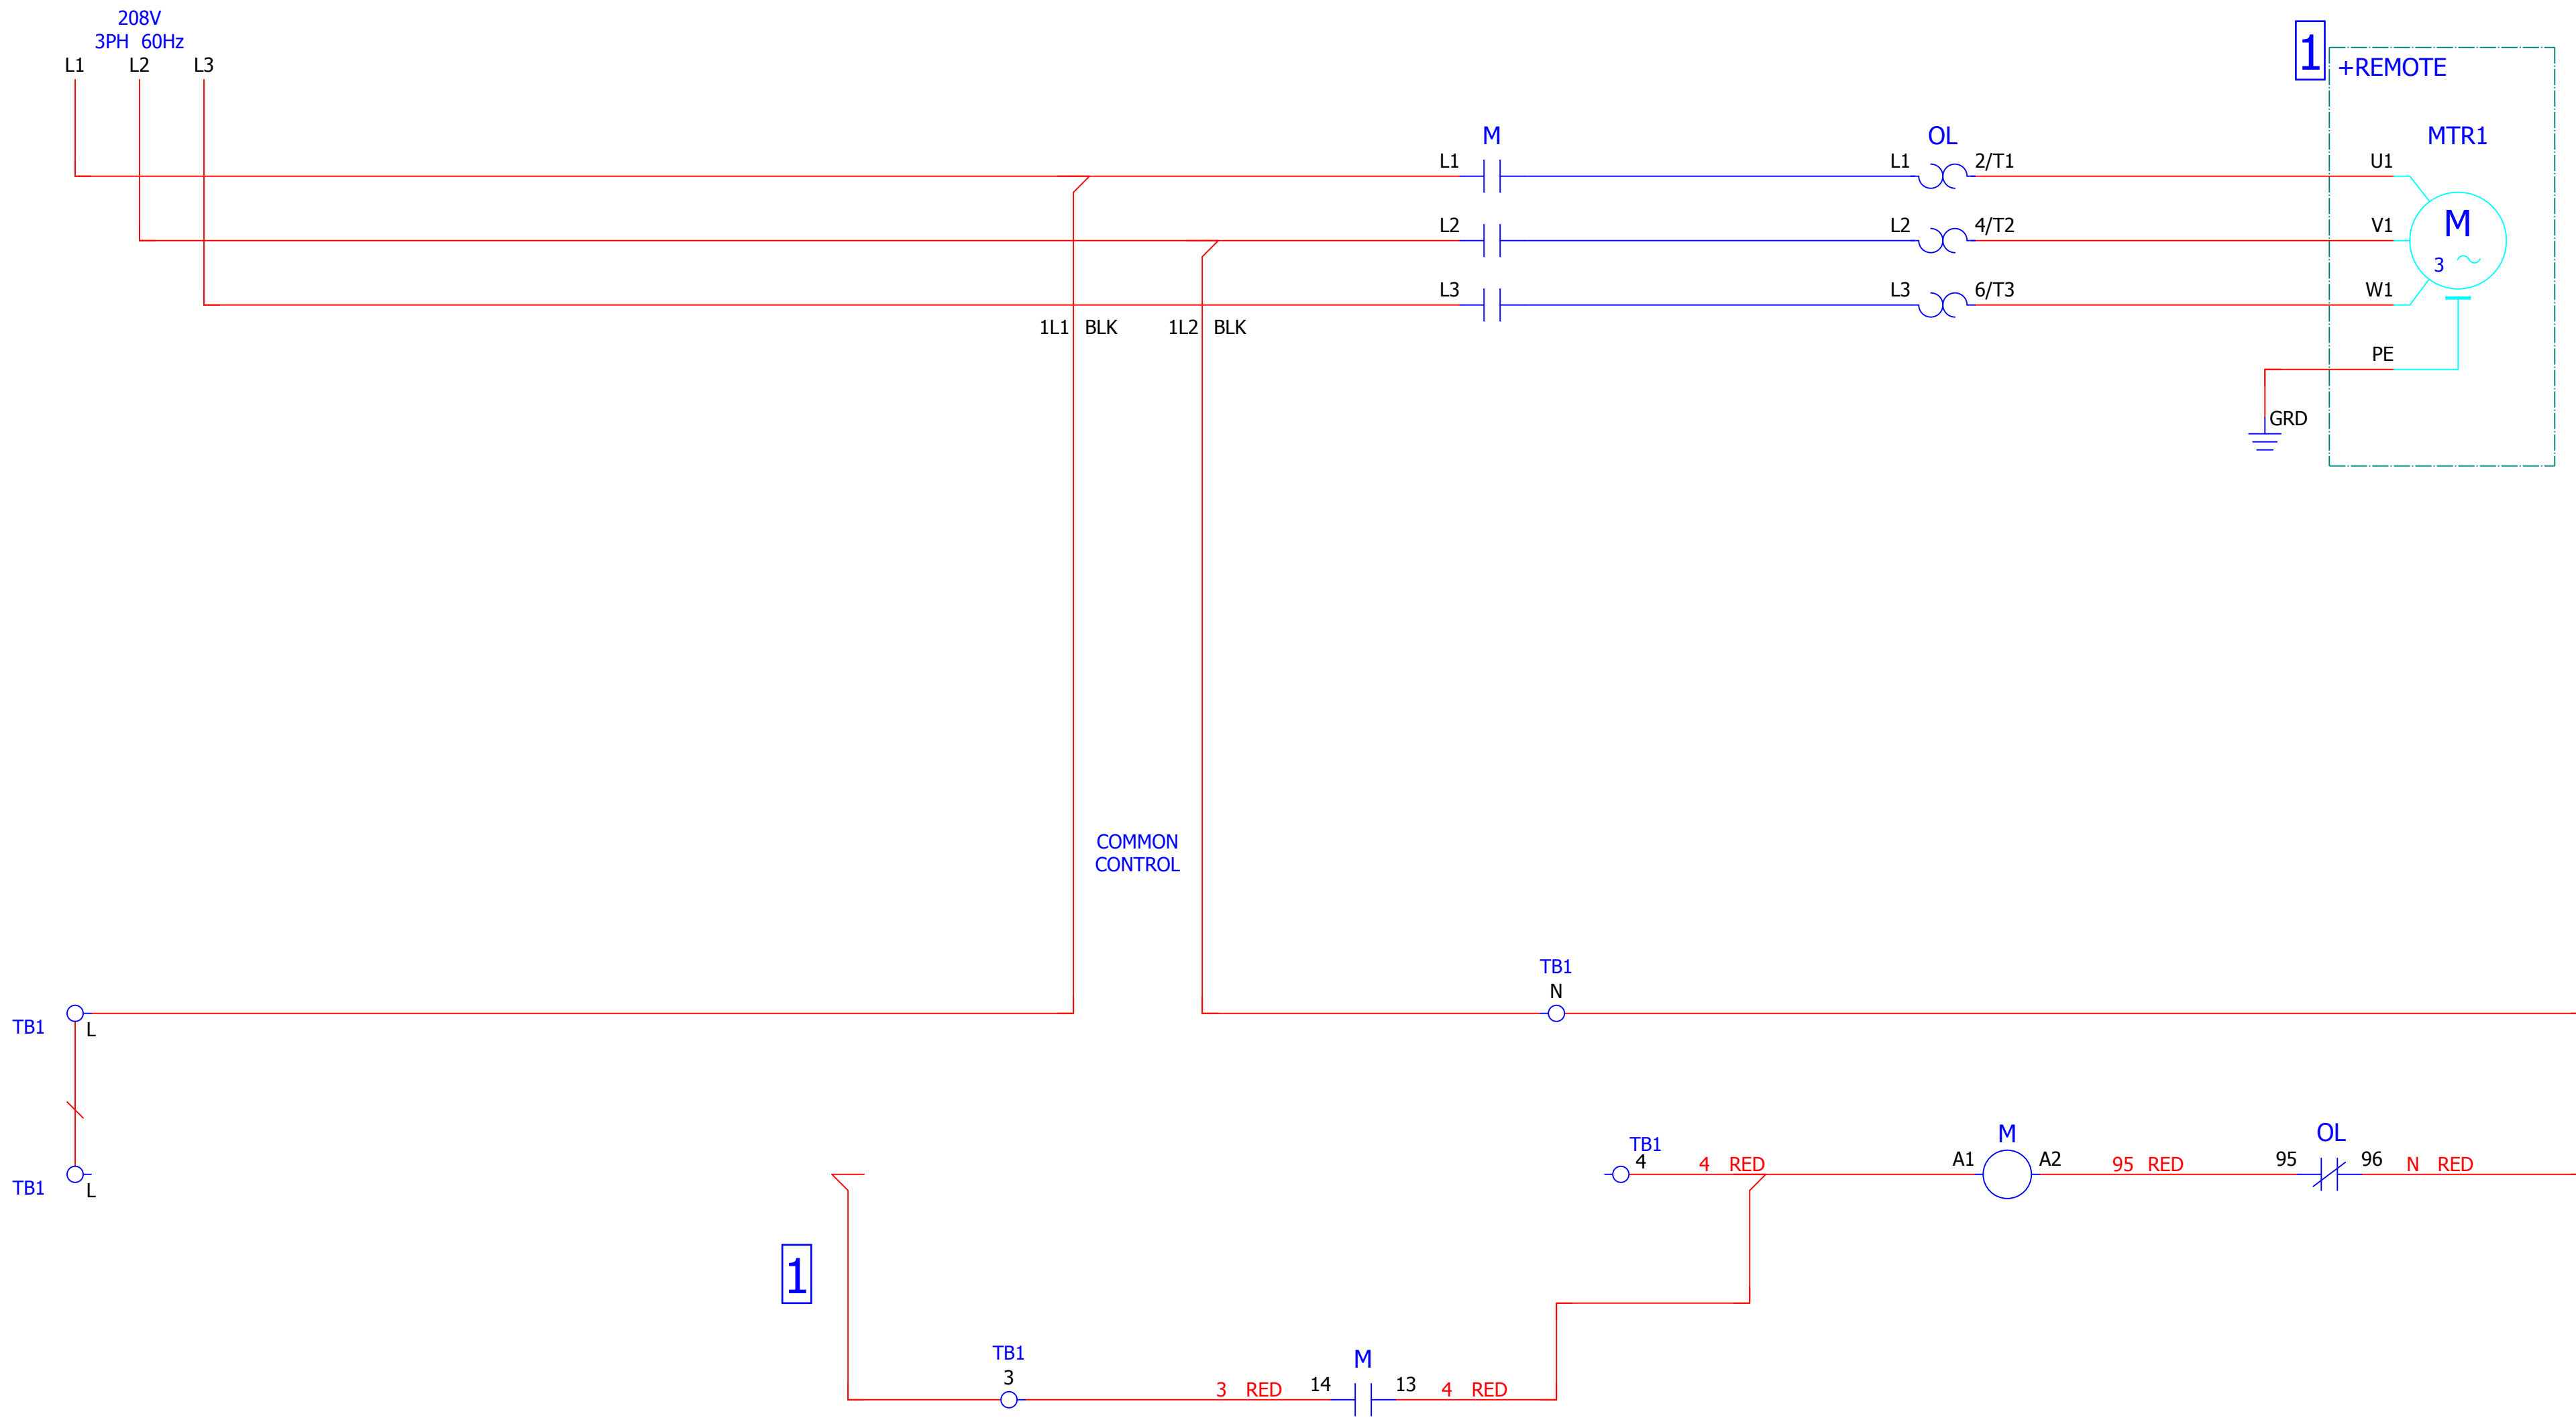 208V
3PH 60Hz
L1 L2 L3
1
+REMOTE
M OL MTR1
L1 L1 2/T1 U1
M
L2 L2 4/T2 V1
3
L3 L3 6/T3 W1
1L1 BLK 1L2 BLK
PE
GRD
COMMON
CONTROL
TB1
N
TB1 L
TB1
4 4 RED
M
A1 A2 95 RED
OL
95 96 N RED
TB1 L
1
TB1
3
3 RED
M
14 13 4 RED